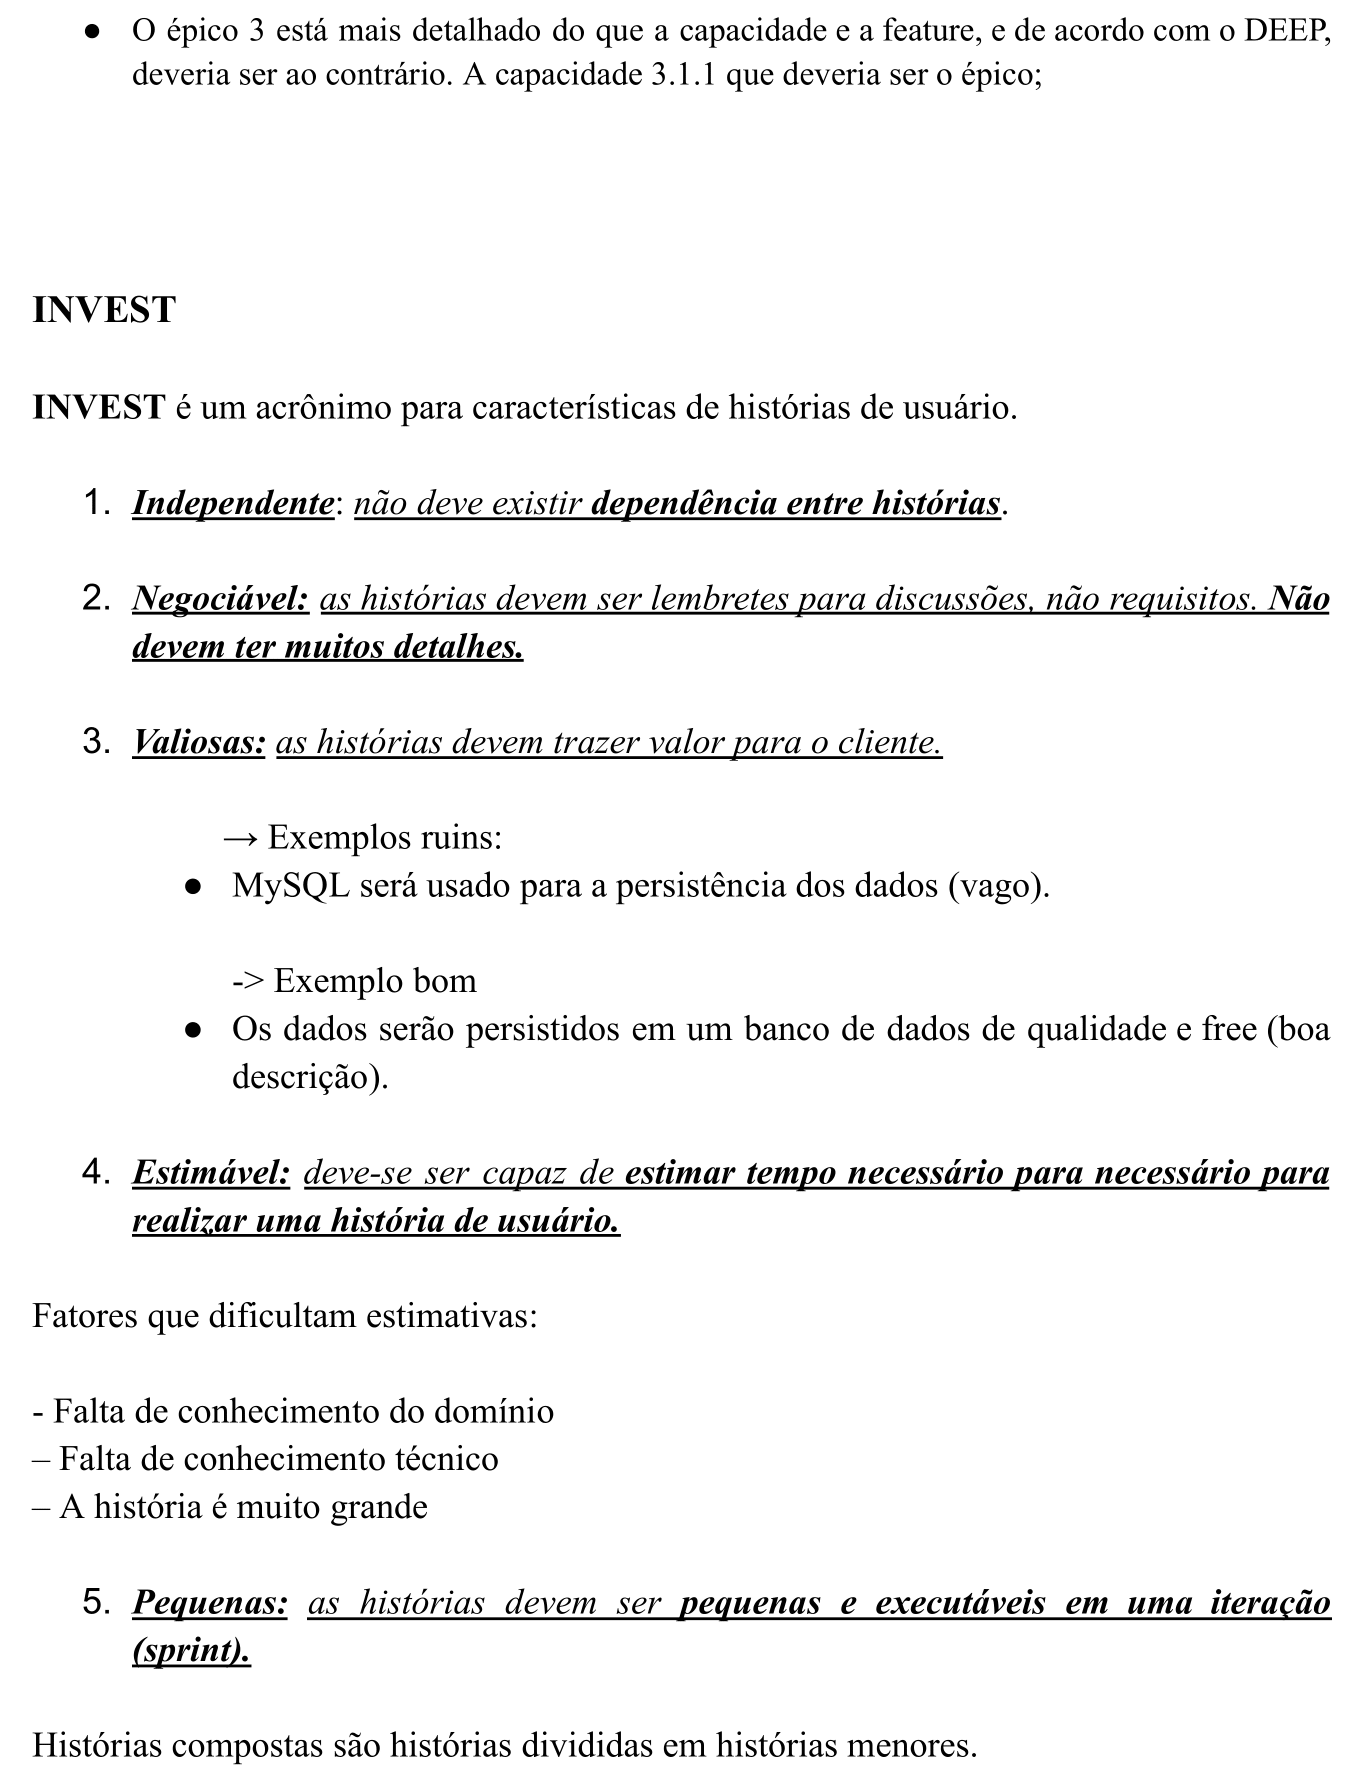 ● O épico 3 está mais detalhado do que a capacidade e a feature, e de acordo com o DEEP,
deveria ser ao contrário. A capacidade 3.1.1 que deveria ser o épico;
INVEST
INVEST é um acrônimo para características de histórias de usuário.
1. Independente: não deve existir dependência entre histórias.
2. Negociável: as histórias devem ser lembretes para discussões, não requisitos. Não
devem ter muitos detalhes.
3. Valiosas: as histórias devem trazer valor para o cliente.
→ Exemplos ruins:
● MySQL será usado para a persistência dos dados (vago).
-> Exemplo bom
● Os dados serão persistidos em um banco de dados de qualidade e free (boa
descrição).
4. Estimável: deve-se ser capaz de estimar tempo necessário para necessário para
realizar uma história de usuário.
Fatores que dificultam estimativas:
- Falta de conhecimento do domínio
– Falta de conhecimento técnico
– A história é muito grande
5. Pequenas: as histórias devem ser pequenas e executáveis em uma iteração
(sprint).
Histórias compostas são histórias divididas em histórias menores.